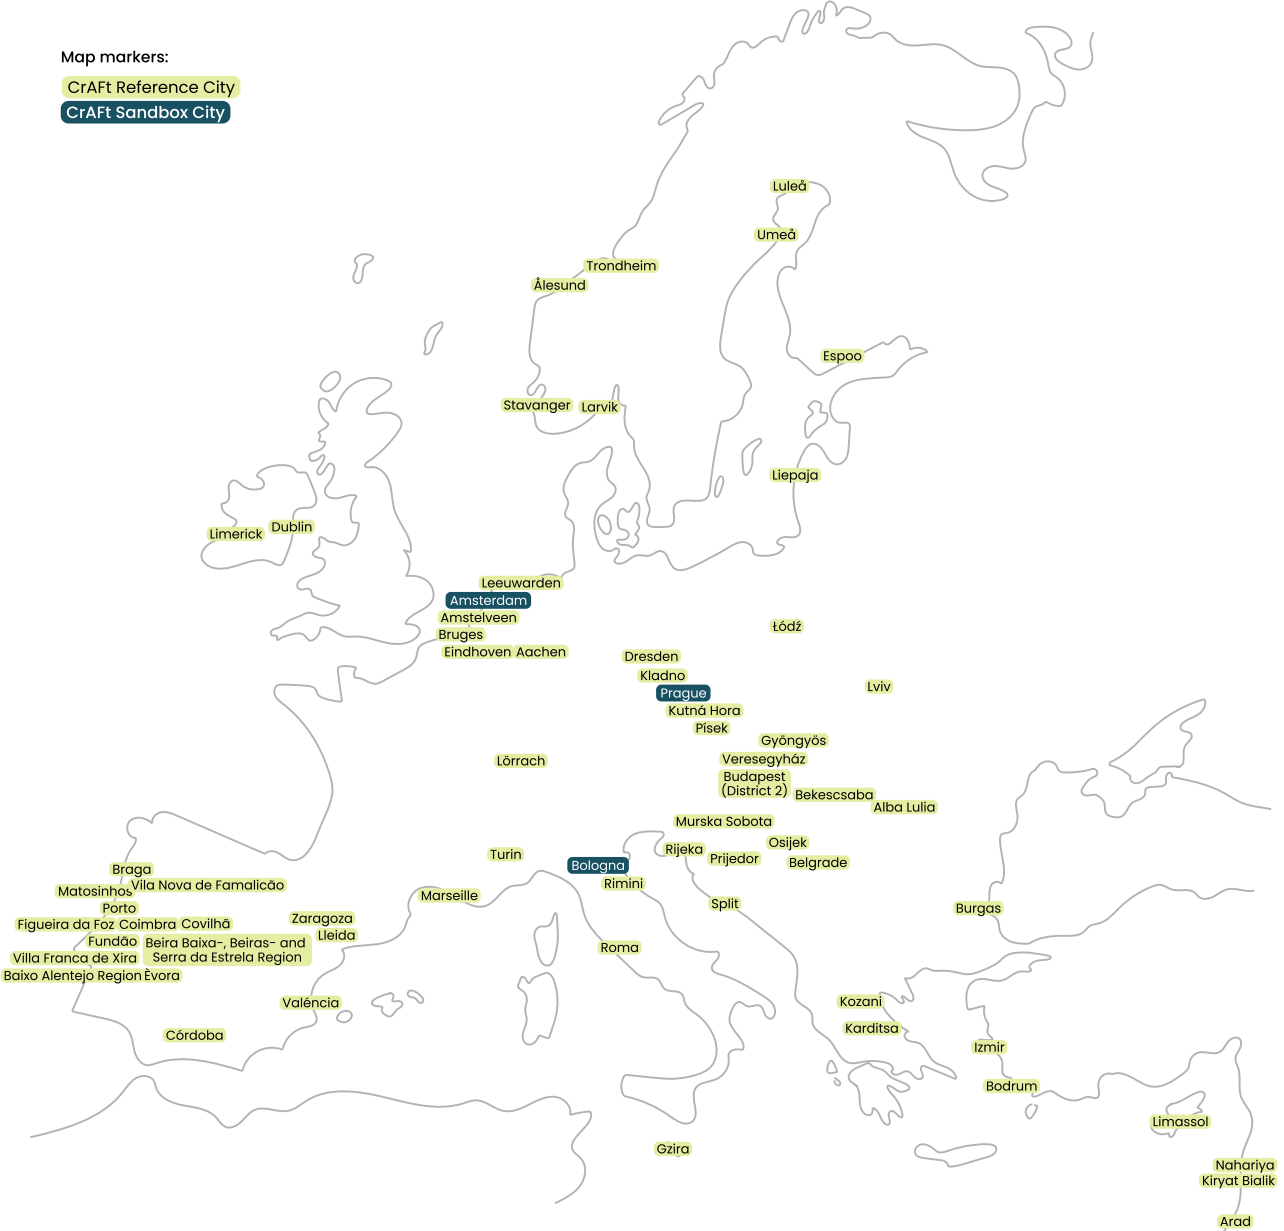 Map markers:
CrAFt Reference City
CrAFt Sandbox City
Luleå
Umeå
Trondheim
Ålesund
Espoo
Stavanger
Larvik
Liepaja
Limerick
Dublin
Leeuwarden
Amsterdam
Amstelveen
Bruges
Eindhoven
Aachen
Łódź
Dresden
Kladno
Prague
Kutná Hora
Písek
Lviv
Gyöngyös
Veresegyház
Budapest
(District 2)
Bekescsaba
Alba Lulia
Lörrach
Murska Sobota
Osijek
Rijeka
Prijedor
Belgrade
Turin
Bologna
Rimini
Marseille
Split
Burgas
Braga
Vila Nova de Famalicão
Matosinhos
Porto
Figueira da Foz
Coimbra
Covilhã
Zaragoza
Lleida
Fundão
Beira Baixa-, Beiras- and
Serra da Estrela Region
Villa Franca de Xira
Baixo Alentejo Region
Èvora
Roma
Valéncia
Córdoba
Kozani
Karditsa
Izmir
Bodrum
Limassol
Gzira
Nahariya
Kiryat Bialik
Arad